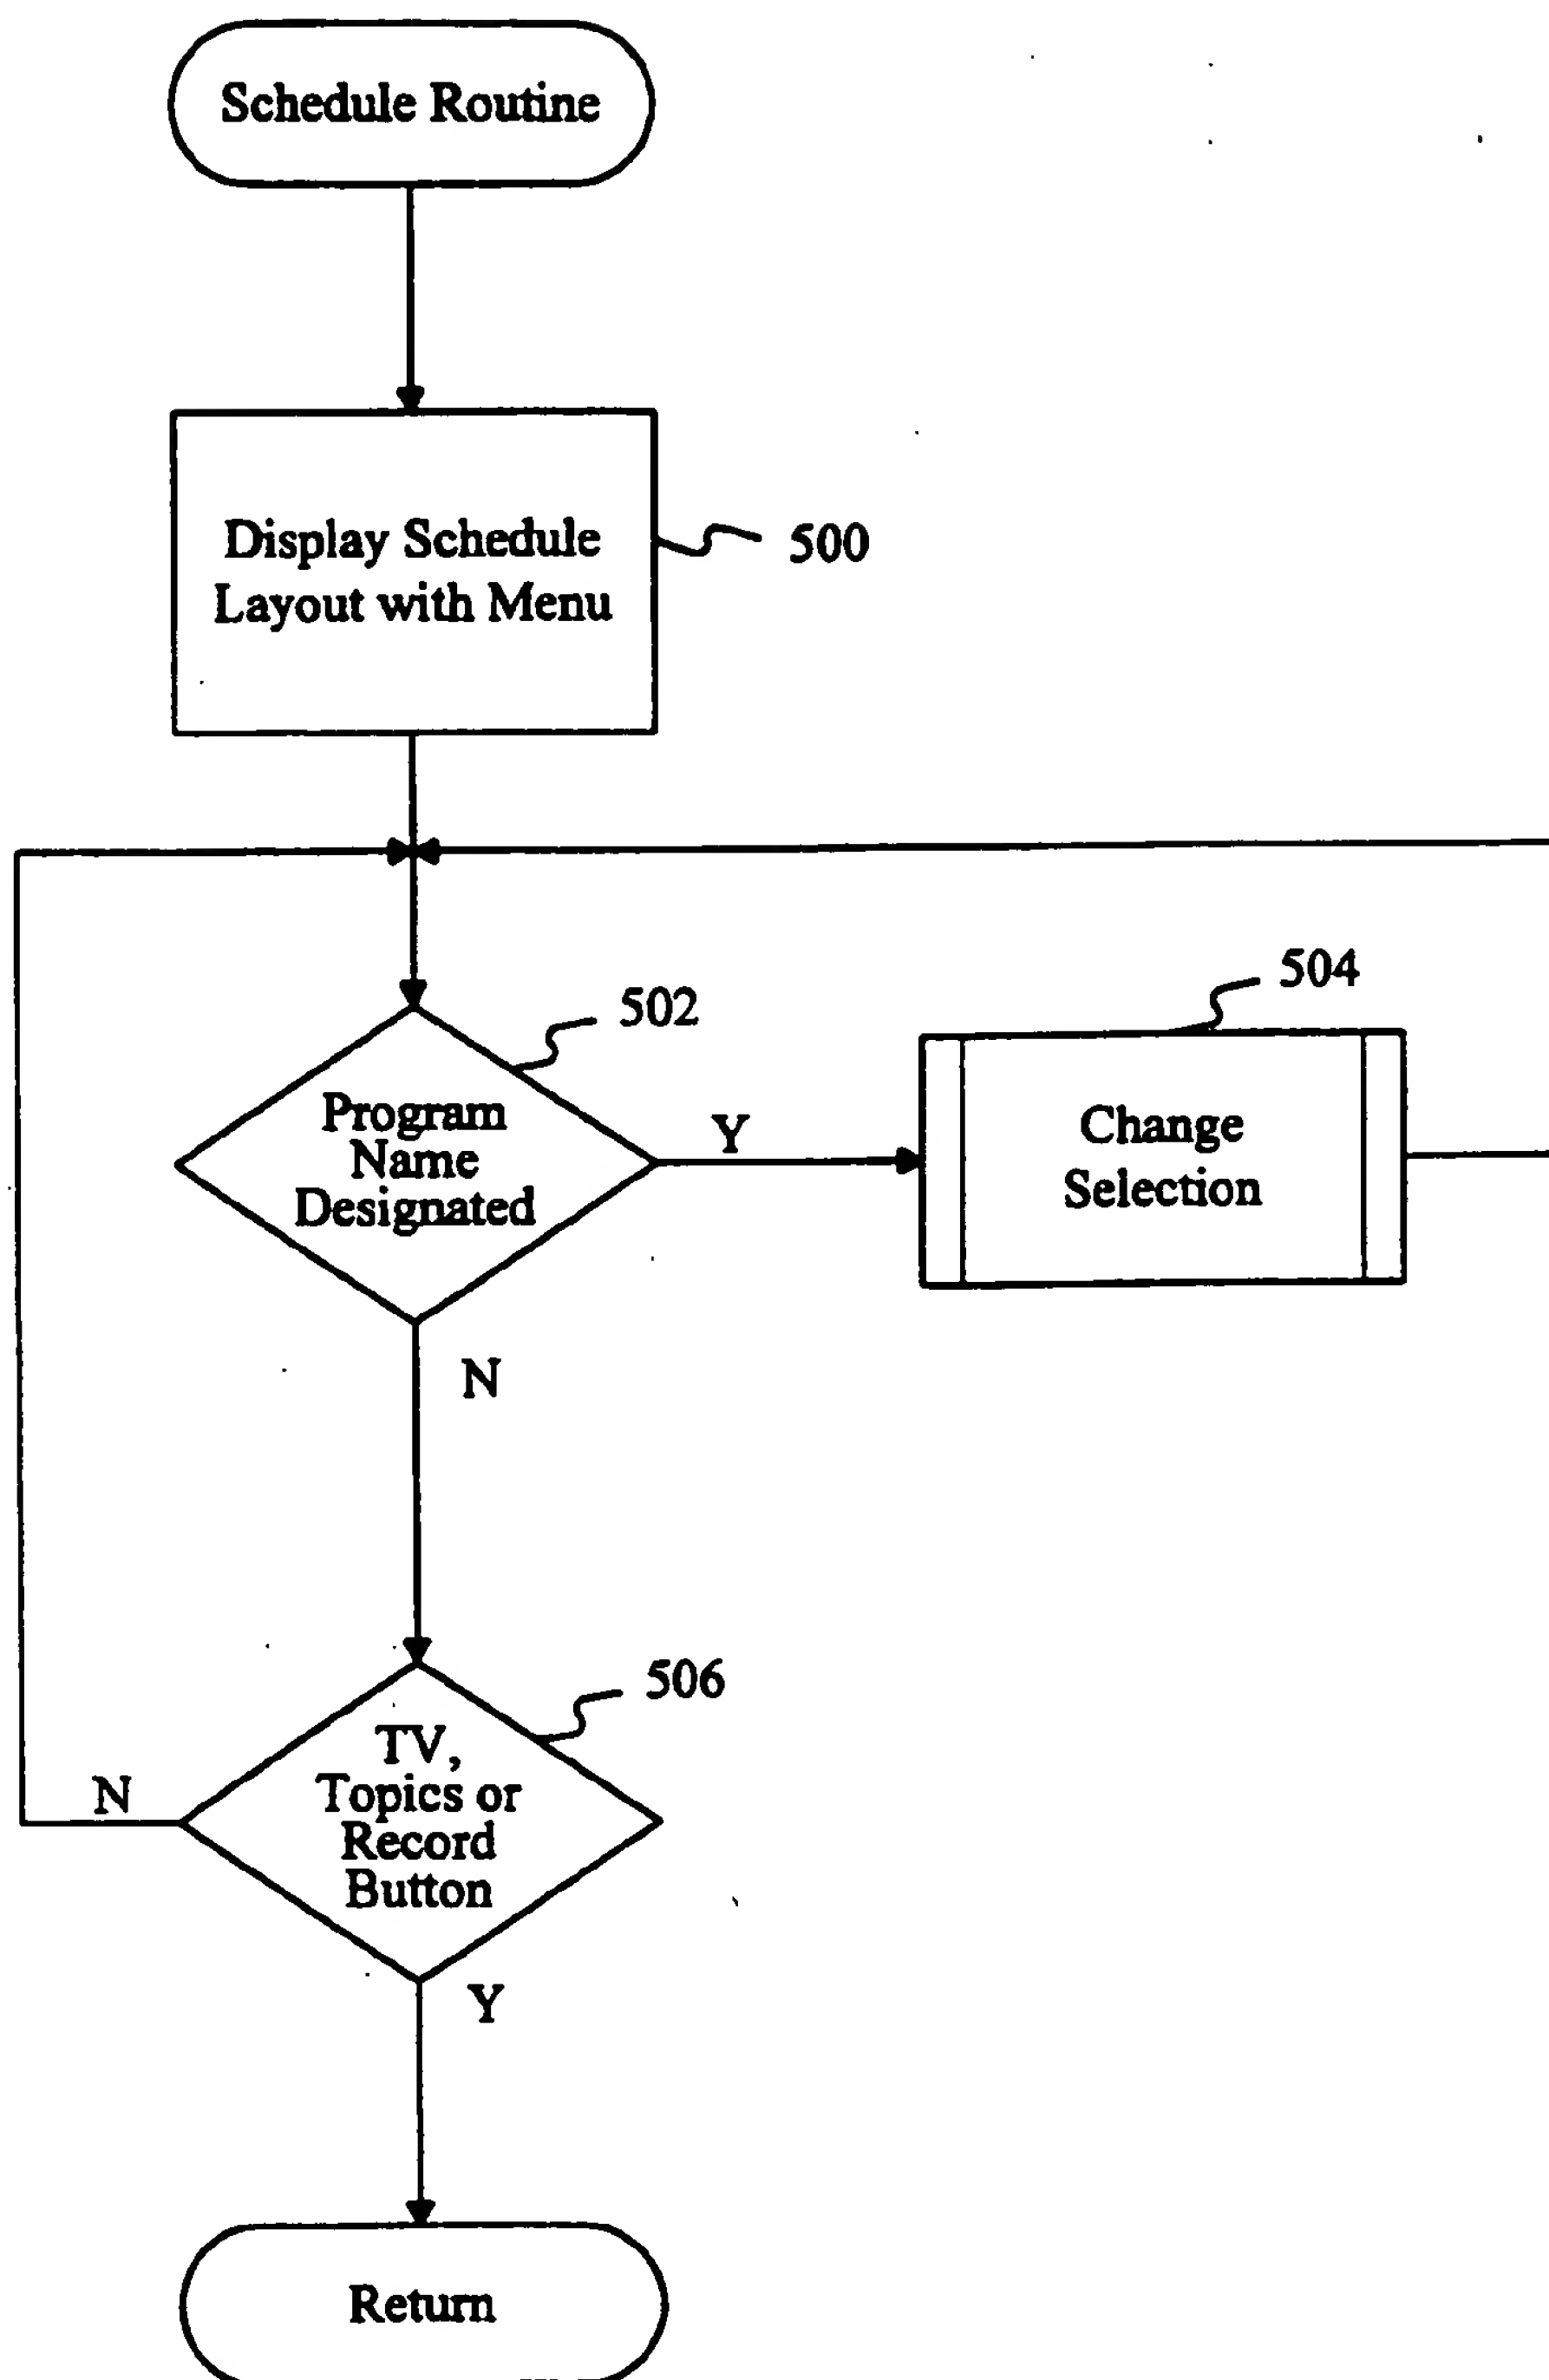 Schedule Routine
Display Schedule
Layout with Menu
500
502
504
Program
Name
Designated
Y
Change
Selection
N
506
TV,
Topics or
Record
Button
N
Y
Return